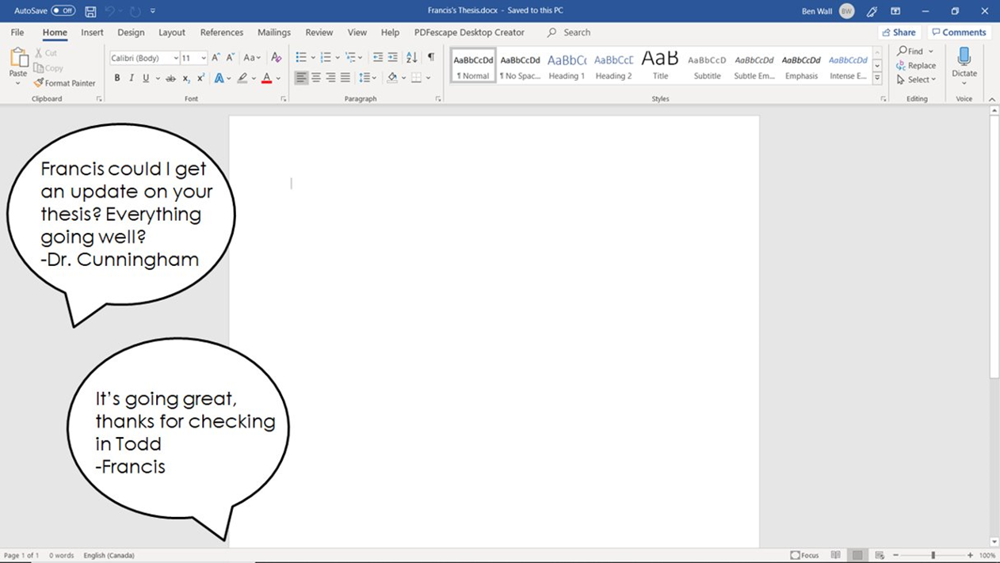 AutoSave Off
Francis's Thesis.docx - Saved to this PC
Ben Wall BW
File Home Insert Design Layout References Mailings Review View Help PDFescape Desktop Creator Search
Share Comments
Paste
Cut
Copy
Format Painter
Clipboard
Calibri (Body) 11
Aa
B I U ab x₂ x² A A
Font
Paragraph
AaBbCcDd AaBbCcDd AaBbCc AaBbCcE AaB AaBbCcD AaBbCcDd AaBbCcDd AaBbCcDd
¶ Normal ¶ No Spac... Heading 1 Heading 2 Title Subtitle Subtle Em... Emphasis Intense E...
Styles
Find
Replace
Select
Editing
Dictate
Voice
Francis could I get
an update on your
thesis? Everything
going well?
-Dr. Cunningham
It's going great,
thanks for checking
in Todd
-Francis
Page 1 of 1 0 words English (Canada)
Focus
100%